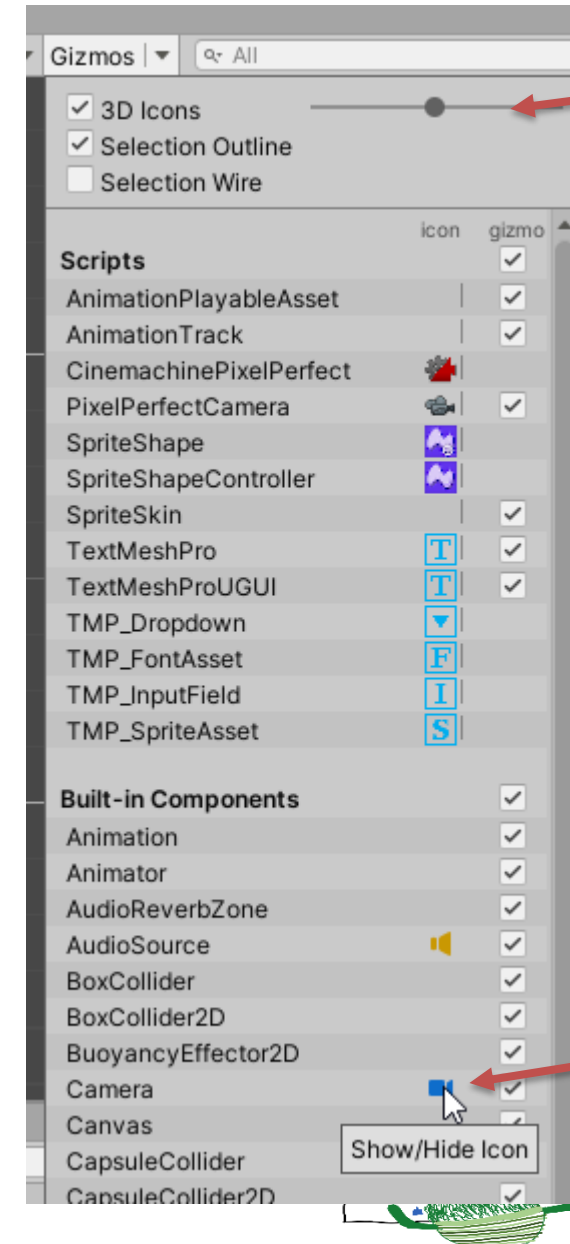 Gizmos All
3D Icons
Selection Outline
Selection Wire
icon gizmo
Scripts
AnimationPlayableAsset
AnimationTrack
CinemachinePixelPerfect
PixelPerfectCamera
SpriteShape
SpriteShapeController
SpriteSkin
TextMeshPro T
TextMeshProUGUI T
TMP_Dropdown
TMP_FontAsset F
TMP_InputField I
TMP_SpriteAsset S
Built-in Components
Animation
Animator
AudioReverbZone
AudioSource
BoxCollider
BoxCollider2D
BuoyancyEffector2D
Camera
Canvas
Show/Hide Icon
CapsuleCollider
CapsuleCollider2D